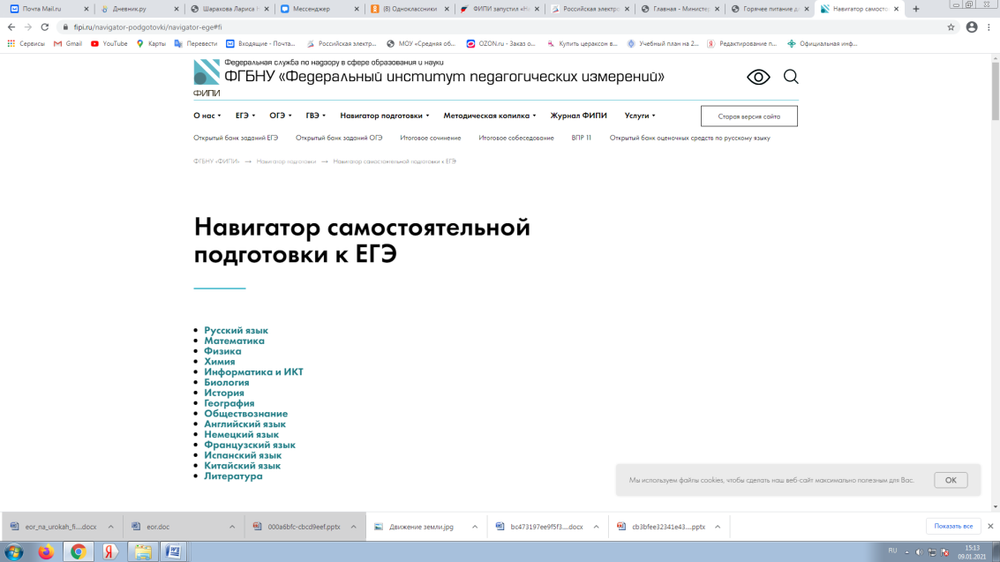 Почта Mail.ru
Дневник.ру
Шарахова Лариса
Мессенджер
(8) Одноклассники
ФИПИ запустил «Н
Российская электро
Главная - Министер
Горячее питание д
Навигатор самосто
fipi.ru/navigator-podgotovki/navigator-ege#fi
Сервисы Gmail YouTube Карты Перевести Входящие - Почта... Российская электр... МОУ «Средняя об... OZON.ru - Заказ о... Купить цераксон в... Учебный план на 2... Редактирование п... Официальная инф...
Федеральная служба по надзору в сфере образования и науки
ФГБНУ «Федеральный институт педагогических измерений»
ФИПИ
О нас ЕГЭ ОГЭ ГВЭ Навигатор подготовки Методическая копилка Журнал ФИПИ Услуги Старая версия сайта
Открытый банк заданий ЕГЭ Открытый банк заданий ОГЭ Итоговое сочинение Итоговое собеседование ВПР 11 Открытый банк оценочных средств по русскому языку
ФГБНУ «ФИПИ» → Навигатор подготовки → Навигатор самостоятельной подготовки к ЕГЭ
Навигатор самостоятельной
подготовки к ЕГЭ
Русский язык
Математика
Физика
Химия
Информатика и ИКТ
Биология
История
География
Обществознание
Английский язык
Немецкий язык
Французский язык
Испанский язык
Китайский язык
Литература
Мы используем файлы cookies, чтобы сделать наш веб-сайт максимально полезным для Вас. OK
eor_na_urokah_fi....docx eor.doc 000a6bfc-cbcd9eef.pptx Движение земли.jpg bc473197ee9f5f3....docx cb3bfee32341e43....pptx Показать все
RU 15:13
09.01.2021